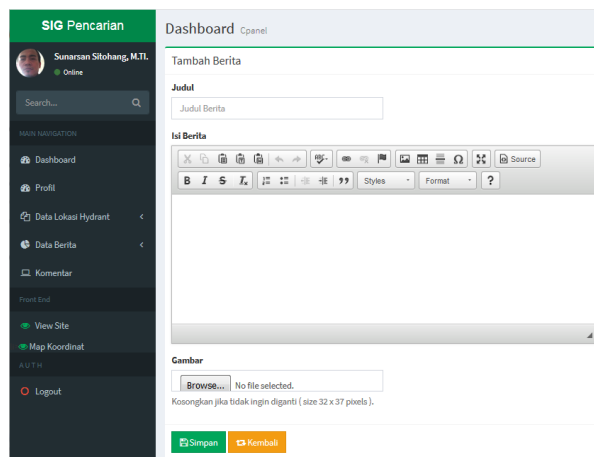 SIG Pencarian
Dashboard Cpanel
Sunarsan Sitohang, M.TI.
Online
Search...
MAIN NAVIGATION
Dashboard
Profil
Data Lokasi Hydrant
Data Berita
Komentar
Front End
View Site
Map Koordinat
AUTH
Logout
Tambah Berita
Judul
Judul Berita
Isi Berita
ABC Source
B I S Ix Styles Format ?
Gambar
Browse... No file selected.
Kosongkan jika tidak ingin diganti ( size 32 x 37 pixels ).
Simpan Kembali